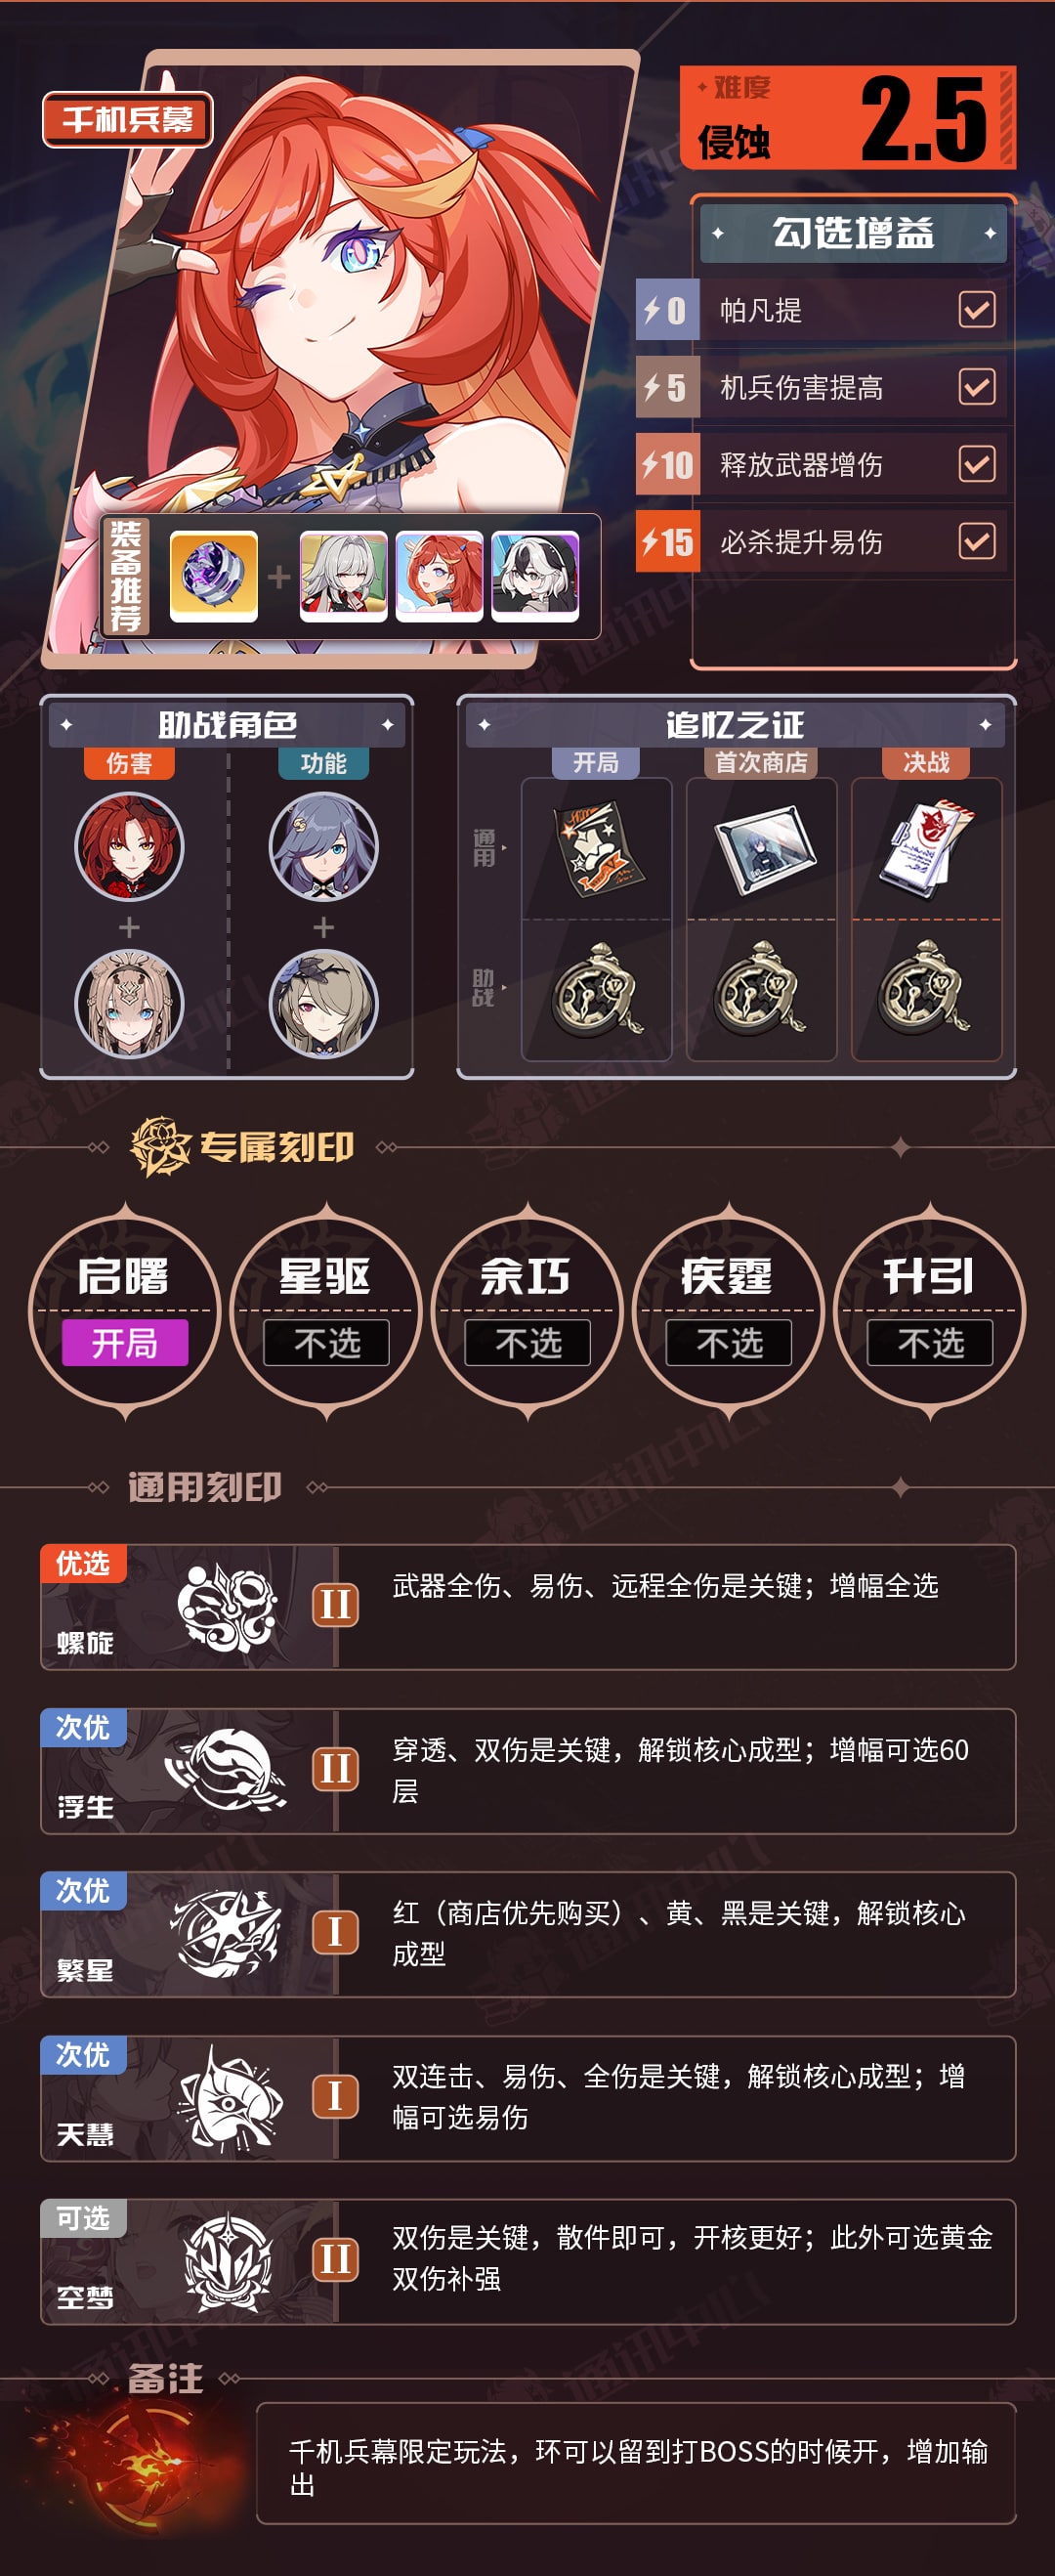 千机兵幕
难度
侵蚀
2.5
勾选增益
0 帕凡提
5 机兵伤害提高
10 释放武器增伤
15 必杀提升易伤
装备推荐
助战角色
伤害 功能
追忆之证
开局 首次商店 决战
通用
助战
专属刻印
启曙 星驱 余巧 疾霆 升引
开局 不选 不选 不选 不选
通用刻印
优选
螺旋
II
武器全伤、易伤、远程全伤是关键；增幅全选
次优
浮生
II
穿透、双伤是关键，解锁核心成型；增幅可选60
层
次优
繁星
I
红（商店优先购买）、黄、黑是关键，解锁核心
成型
次优
天慧
I
双连击、易伤、全伤是关键，解锁核心成型；增
幅可选易伤
可选
空梦
II
双伤是关键，散件即可，开核更好；此外可选黄金
双伤补强
备注
千机兵幕限定玩法，环可以留到打BOSS的时候开，增加输
出